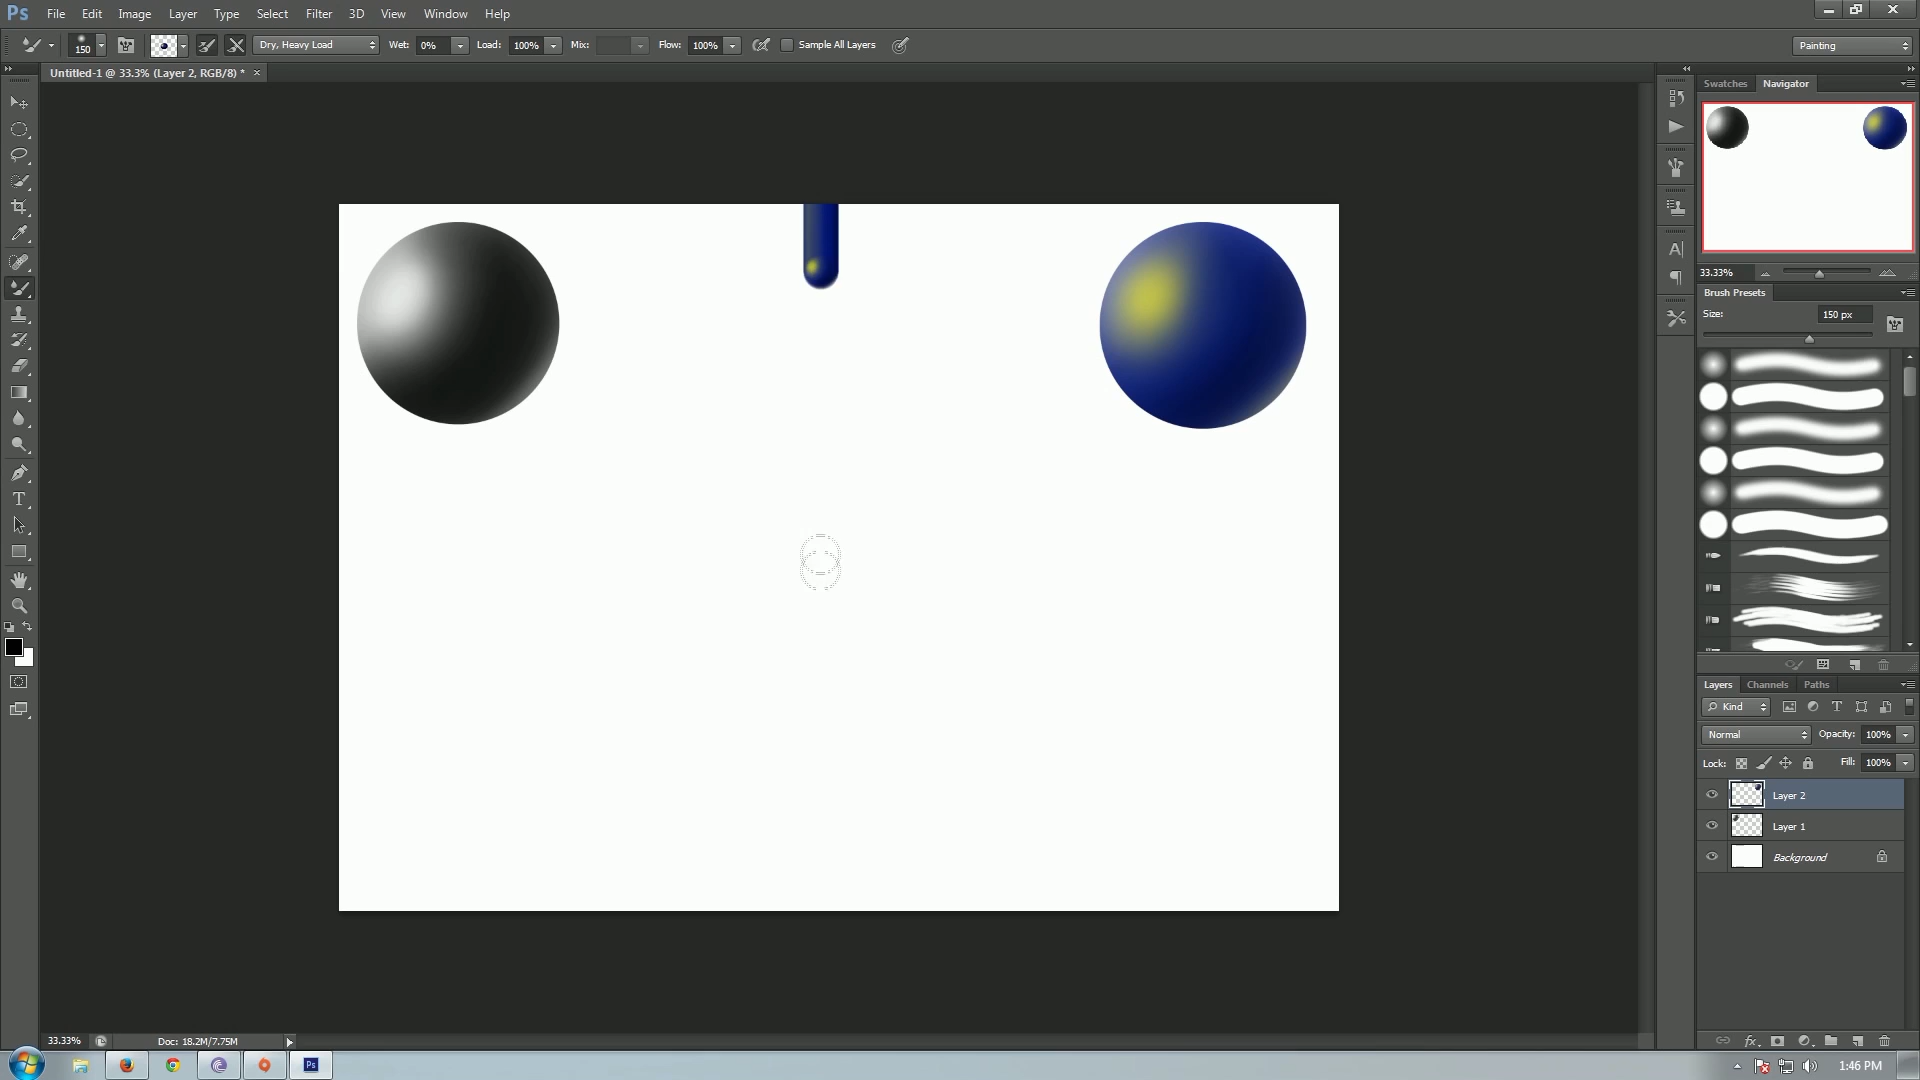 Ps File Edit Image Layer Type Select Filter 3D View Window Help
150 Dry, Heavy Load Wet: 0% Load: 100% Mix: Flow: 100% Sample All Layers Painting
Untitled-1 @ 33.3% (Layer 2, RGB/8) * ×
Swatches Navigator
33.33%
Brush Presets
Size: 150 px
Layers Channels Paths
Kind
Normal Opacity: 100%
Lock: Fill: 100%
Layer 2
Layer 1
Background
fx
33.33% Doc: 18.2M/7.75M
Ps 1:46 PM